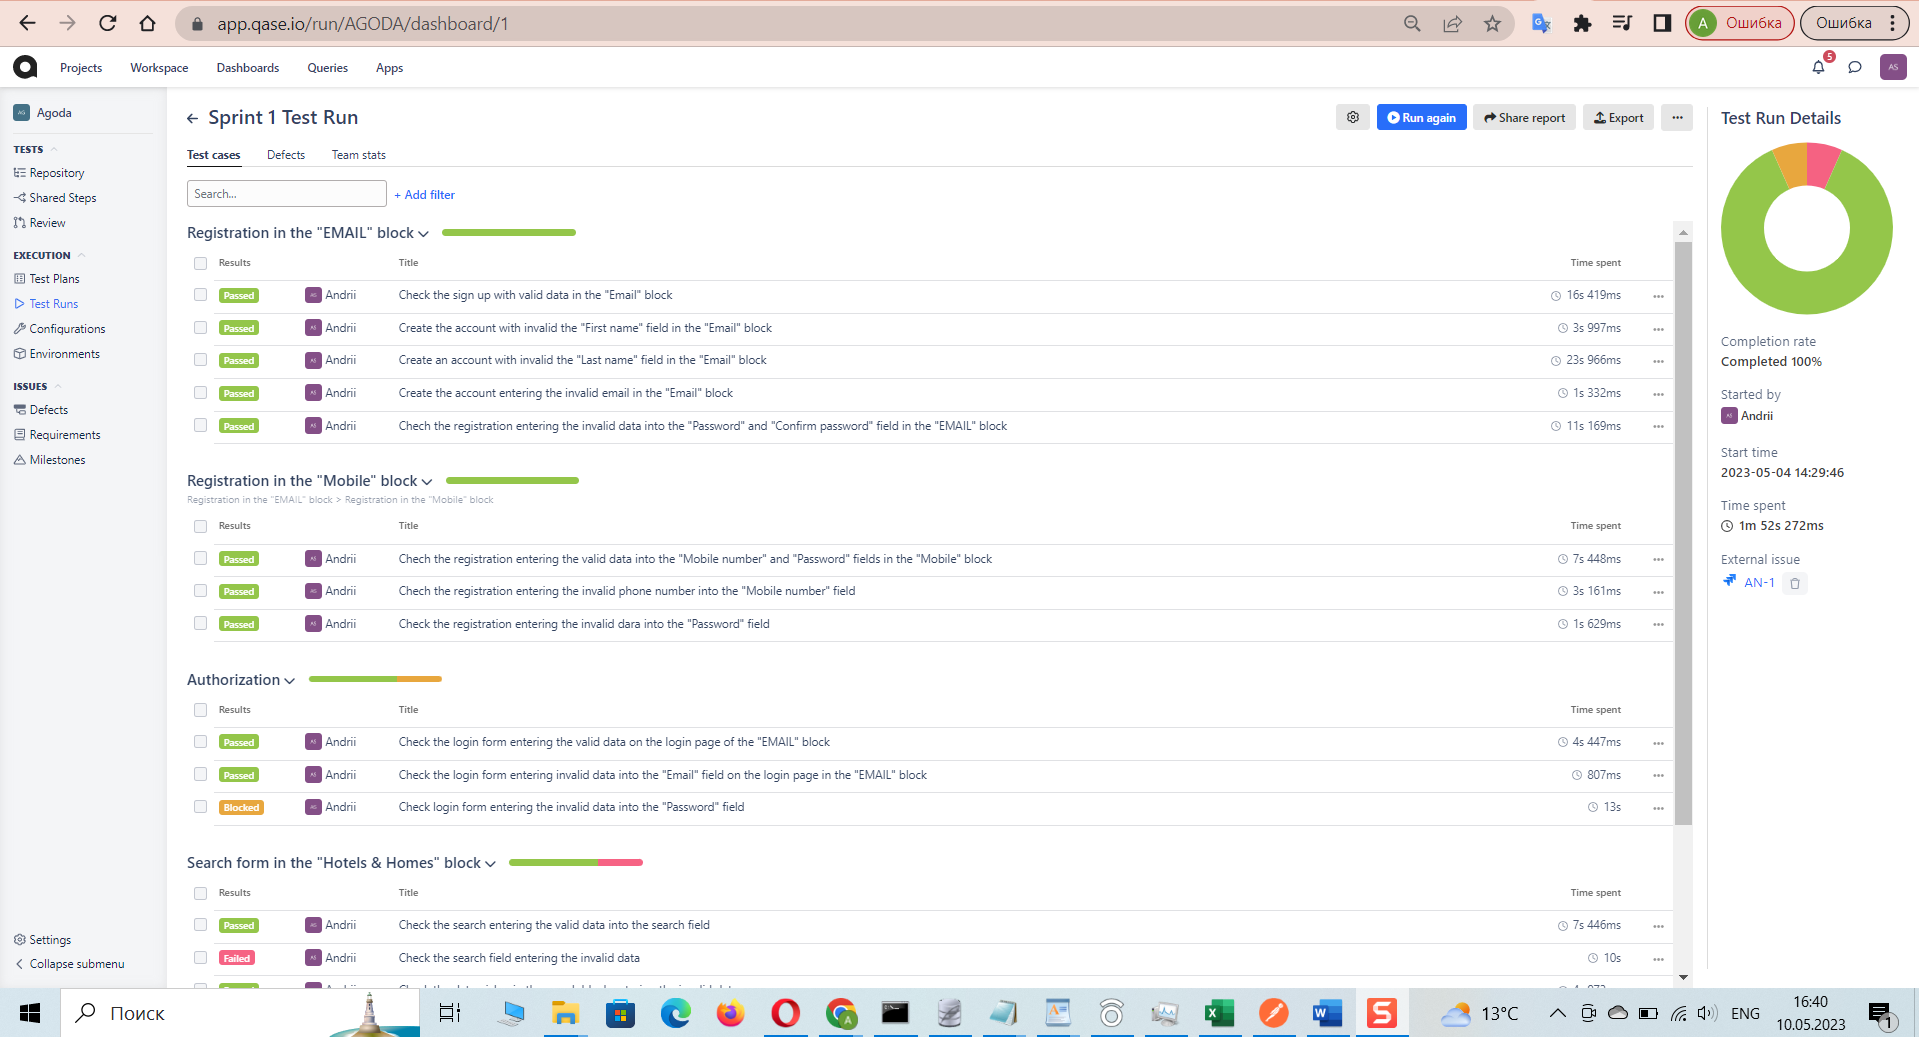 app.qase.io/run/AGODA/dashboard/1
A Ошибка
Ошибка
Projects Workspace Dashboards Queries Apps
5
AS
Agoda
TESTS
Repository
Shared Steps
Review
EXECUTION
Test Plans
Test Runs
Configurations
Environments
ISSUES
Defects
Requirements
Milestones
Settings
Collapse submenu
Sprint 1 Test Run
Run again
Share report
Export
Test cases Defects Team stats
Search...
+ Add filter
Registration in the "EMAIL" block
Results Title Time spent
Passed Andrii Check the sign up with valid data in the "Email" block 16s 419ms
Passed Andrii Create the account with invalid the "First name" field in the "Email" block 3s 997ms
Passed Andrii Create an account with invalid the "Last name" field in the "Email" block 23s 966ms
Passed Andrii Create the account entering the invalid email in the "Email" block 1s 332ms
Passed Andrii Chech the registration entering the invalid data into the "Password" and "Confirm password" field in the "EMAIL" block 11s 169ms
Registration in the "Mobile" block
Registration in the "EMAIL" block > Registration in the "Mobile" block
Results Title Time spent
Passed Andrii Chech the registration entering the valid data into the "Mobile number" and "Password" fields in the "Mobile" block 7s 448ms
Passed Andrii Chech the registration entering the invalid phone number into the "Mobile number" field 3s 161ms
Passed Andrii Check the registration entering the invalid dara into the "Password" field 1s 629ms
Authorization
Results Title Time spent
Passed Andrii Check the login form entering the valid data on the login page of the "EMAIL" block 4s 447ms
Passed Andrii Check the login form entering invalid data into the "Email" field on the login page in the "EMAIL" block 807ms
Blocked Andrii Check login form entering the invalid data into the "Password" field 13s
Search form in the "Hotels & Homes" block
Results Title Time spent
Passed Andrii Check the search entering the valid data into the search field 7s 446ms
Failed Andrii Check the search field entering the invalid data 10s
Test Run Details
Completion rate
Completed 100%
Started by
Andrii
Start time
2023-05-04 14:29:46
Time spent
1m 52s 272ms
External issue
AN-1
Поиск
13°C
ENG
16:40
10.05.2023
1